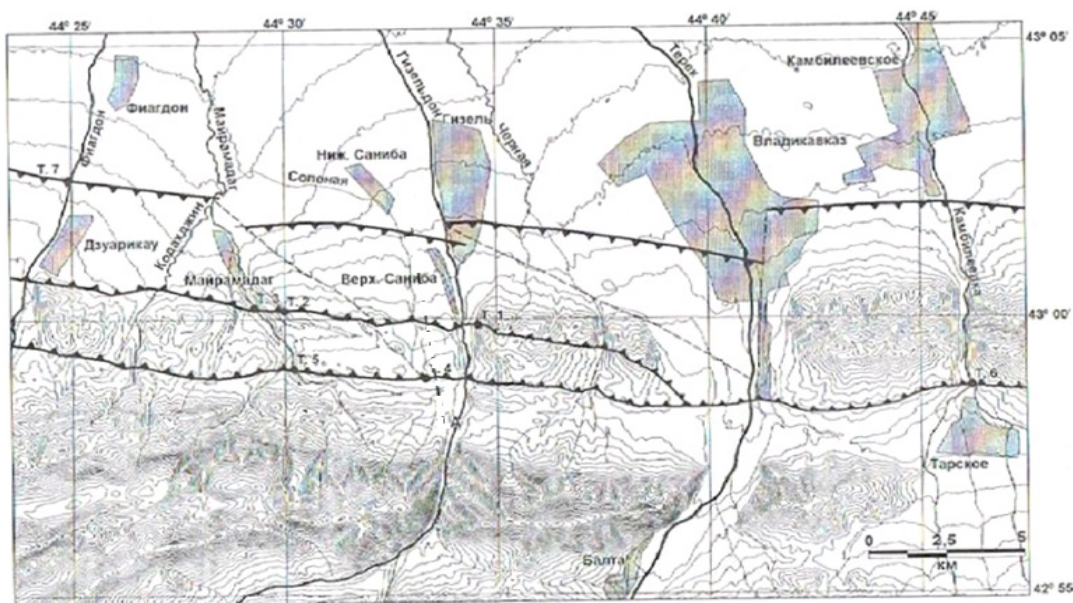 44° 25'
44° 30'
44° 35'
44° 40'
44° 45'
43° 05'
Фиагдон
Фиагдон
Майрамадаг
Гизельдон
Гизель
Черная
Терек
Камбилеевское
Владикавказ
Ниж. Саниба
Соленая
Т. 7
Дзуарикау
Кодахджин
Майрамадаг
Верх. Саниба
Камбилеевка
Т. 3
Т. 2
Т. 1
43° 00'
Т. 5
Т. 6
Тарское
Балта
0 2,5 5
км
42° 55'